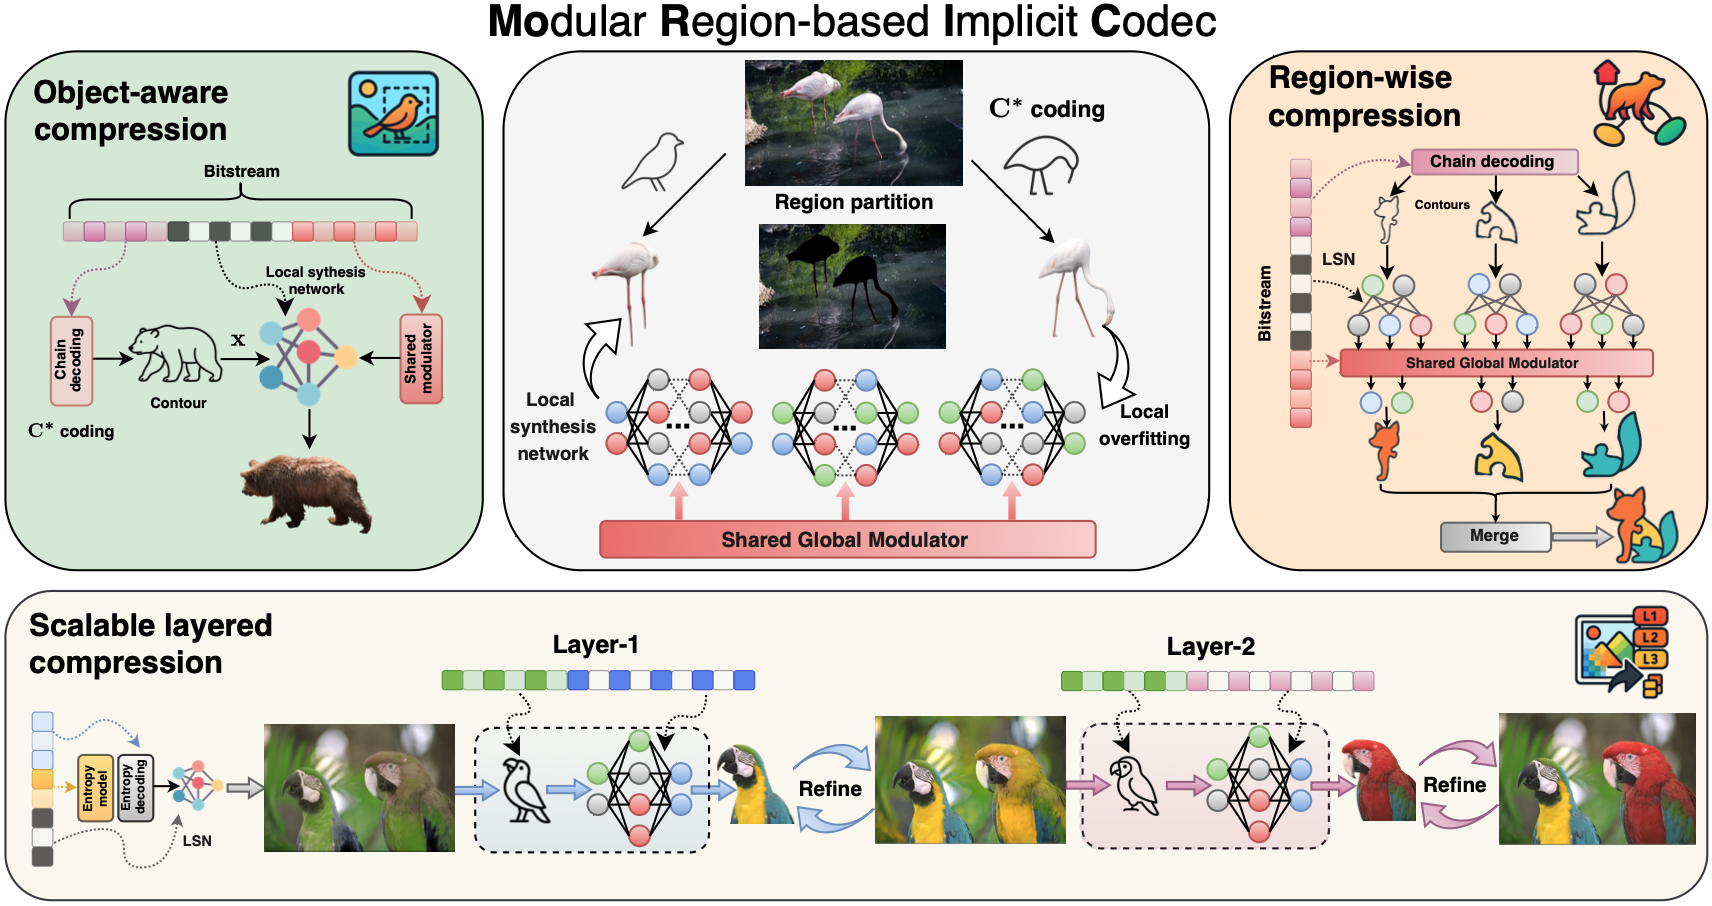 Modular Region-based Implicit Codec
Object-aware
compression
Bitstream
Local sythesis
network
Chain
decoding
x
Shared
modulator
Contour
C* coding
C* coding
Region partition
Local
synthesis
network
...
...
...
Local
overfitting
Shared Global Modulator
Region-wise
compression
Chain decoding
Contours
LSN
Bitstream
Shared Global Modulator
Merge
Scalable layered
compression
L1
L2
L3
Layer-1
Layer-2
Entropy
model
Entropy
decoding
LSN
Refine
Refine